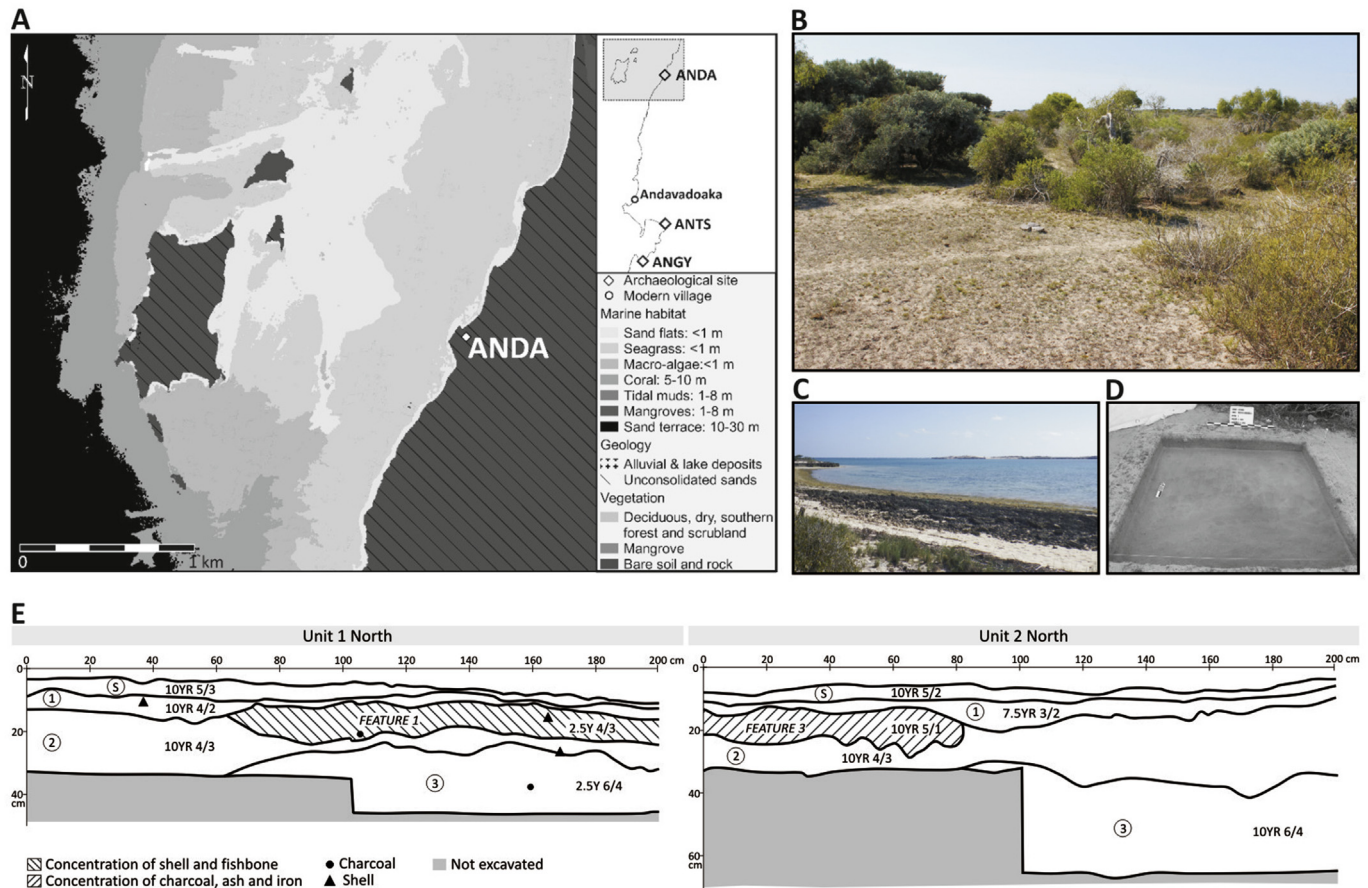 A
N
ANDA
0
1 km
ANDA
Andavadoaka
ANTS
ANGY
Archaeological site
Modern village
Marine habitat
Sand flats: <1 m
Seagrass: <1 m
Macro-algae:<1 m
Coral: 5-10 m
Tidal muds: 1-8 m
Mangroves: 1-8 m
Sand terrace: 10-30 m
Geology
Alluvial & lake deposits
Unconsolidated sands
Vegetation
Deciduous, dry, southern
forest and scrubland
Mangrove
Bare soil and rock
B
C
D
E
Unit 1 North
0 20 40 60 80 100 120 140 160 180 200 cm
0
20
40
cm
S
10YR 5/3
1
10YR 4/2
FEATURE 1
2.5Y 4/3
2
10YR 4/3
3
2.5Y 6/4
Unit 2 North
0 20 40 60 80 100 120 140 160 180 200 cm
0
20
40
60
cm
S
10YR 5/2
1
7.5YR 3/2
FEATURE 3
10YR 5/1
2
10YR 4/3
3
10YR 6/4
Concentration of shell and fishbone
Concentration of charcoal, ash and iron
Charcoal
Shell
Not excavated